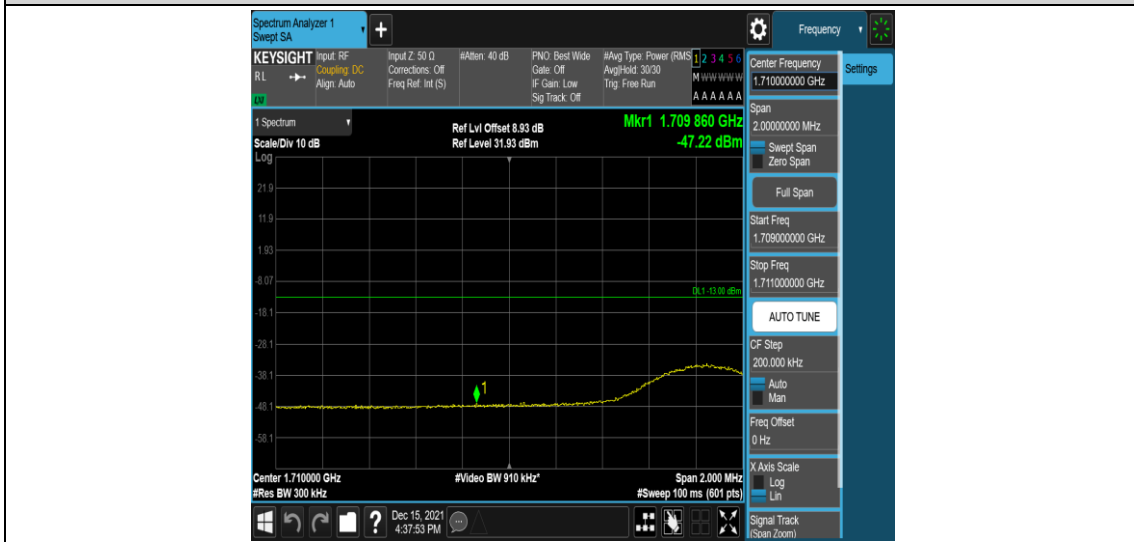 Spectrum Analyzer 1
Swept SA
+
Frequency
KEYSIGHT
RL
LXI
Input: RF
Coupling: DC
Align: Auto
Input Z: 50 Ω
Corrections: Off
Freq Ref: Int (S)
#Atten: 40 dB
PNO: Best Wide
Gate: Off
IF Gain: Low
Sig Track: Off
#Avg Type: Power (RMS
Avg|Hold: 30/30
Trig: Free Run
1 2 3 4 5 6
M W W W W W
A A A A A A
1 Spectrum
Scale/Div 10 dB
Log
Ref Lvl Offset 8.93 dB
Ref Level 31.93 dBm
Mkr1 1.709 860 GHz
-47.22 dBm
21.9
11.9
1.93
-8.07
DL1 -13.00 dBm
-18.1
-28.1
-38.1
1
-48.1
-58.1
Center 1.710000 GHz
#Res BW 300 kHz
#Video BW 910 kHz*
Span 2.000 MHz
#Sweep 100 ms (601 pts)
Center Frequency
1.710000000 GHz
Settings
Span
2.00000000 MHz
Swept Span
Zero Span
Full Span
Start Freq
1.709000000 GHz
Stop Freq
1.711000000 GHz
AUTO TUNE
CF Step
200.000 kHz
Auto
Man
Freq Offset
0 Hz
X Axis Scale
Log
Lin
Signal Track
(Span Zoom)
?
Dec 15, 2021
4:37:53 PM